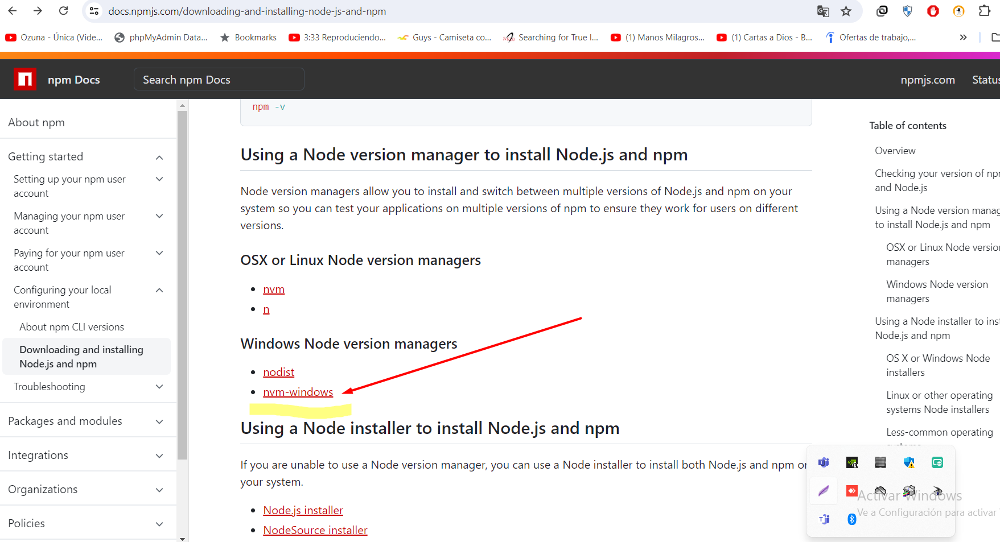 docs.npmjs.com/downloading-and-installing-node-js-and-npm
Ozuna - Única (Vide...
phpMyAdmin Data...
Bookmarks
3:33 Reproduciendo...
Guys - Camiseta co...
Searching for True l...
(1) Manos Milagros...
(1) Cartas a Dios - B...
Ofertas de trabajo,...
npm Docs
Search npm Docs
npmjs.com
Status
About npm
Getting started
Setting up your npm user
account
Managing your npm user
account
Paying for your npm user
account
Configuring your local
environment
About npm CLI versions
Downloading and installing
Node.js and npm
Troubleshooting
Packages and modules
Integrations
Organizations
Policies
npm -v
Using a Node version manager to install Node.js and npm
Node version managers allow you to install and switch between multiple versions of Node.js and npm on your
system so you can test your applications on multiple versions of npm to ensure they work for users on different
versions.
OSX or Linux Node version managers
nvm
n
Windows Node version managers
nodist
nvm-windows
Using a Node installer to install Node.js and npm
If you are unable to use a Node version manager, you can use a Node installer to install both Node.js and npm or
your system.
Node.js installer
NodeSource installer
Table of contents
Overview
Checking your version of npm
and Node.js
Using a Node version manag
to install Node.js and npm
OSX or Linux Node version
managers
Windows Node version
managers
Using a Node installer to inst
Node.js and npm
OS X or Windows Node
installers
Linux or other operating
systems Node installers
Less-common operating
systems
Activar Windows
Ve a Configuración para activar